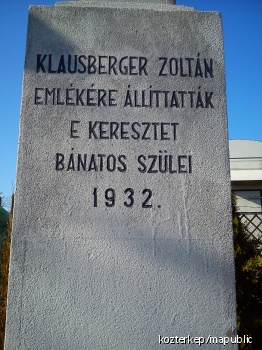 KLAUSBERGER ZOLTÁN
EMLÉKÉRE ÁLLÍTTATTÁK
E KERESZTET
BÁNATOS SZÜLEI
1932.
kozterkep/mapublic